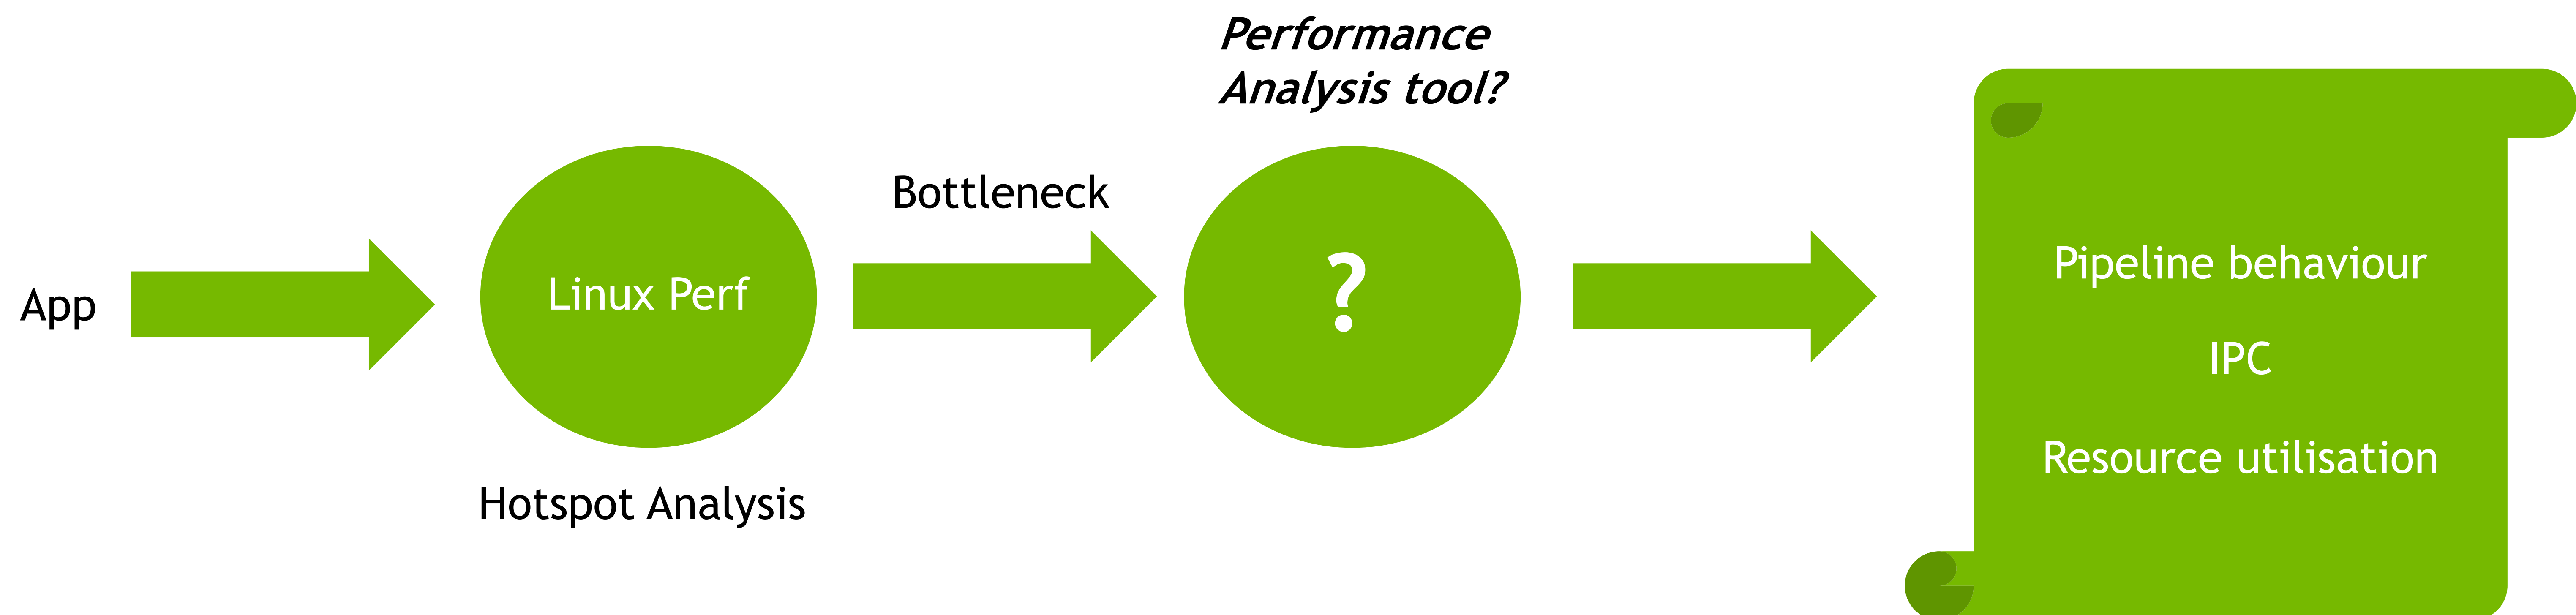 Performance
Analysis tool?
Bottleneck
App
Linux Perf
?
Hotspot Analysis
Pipeline behaviour
IPC
Resource utilisation